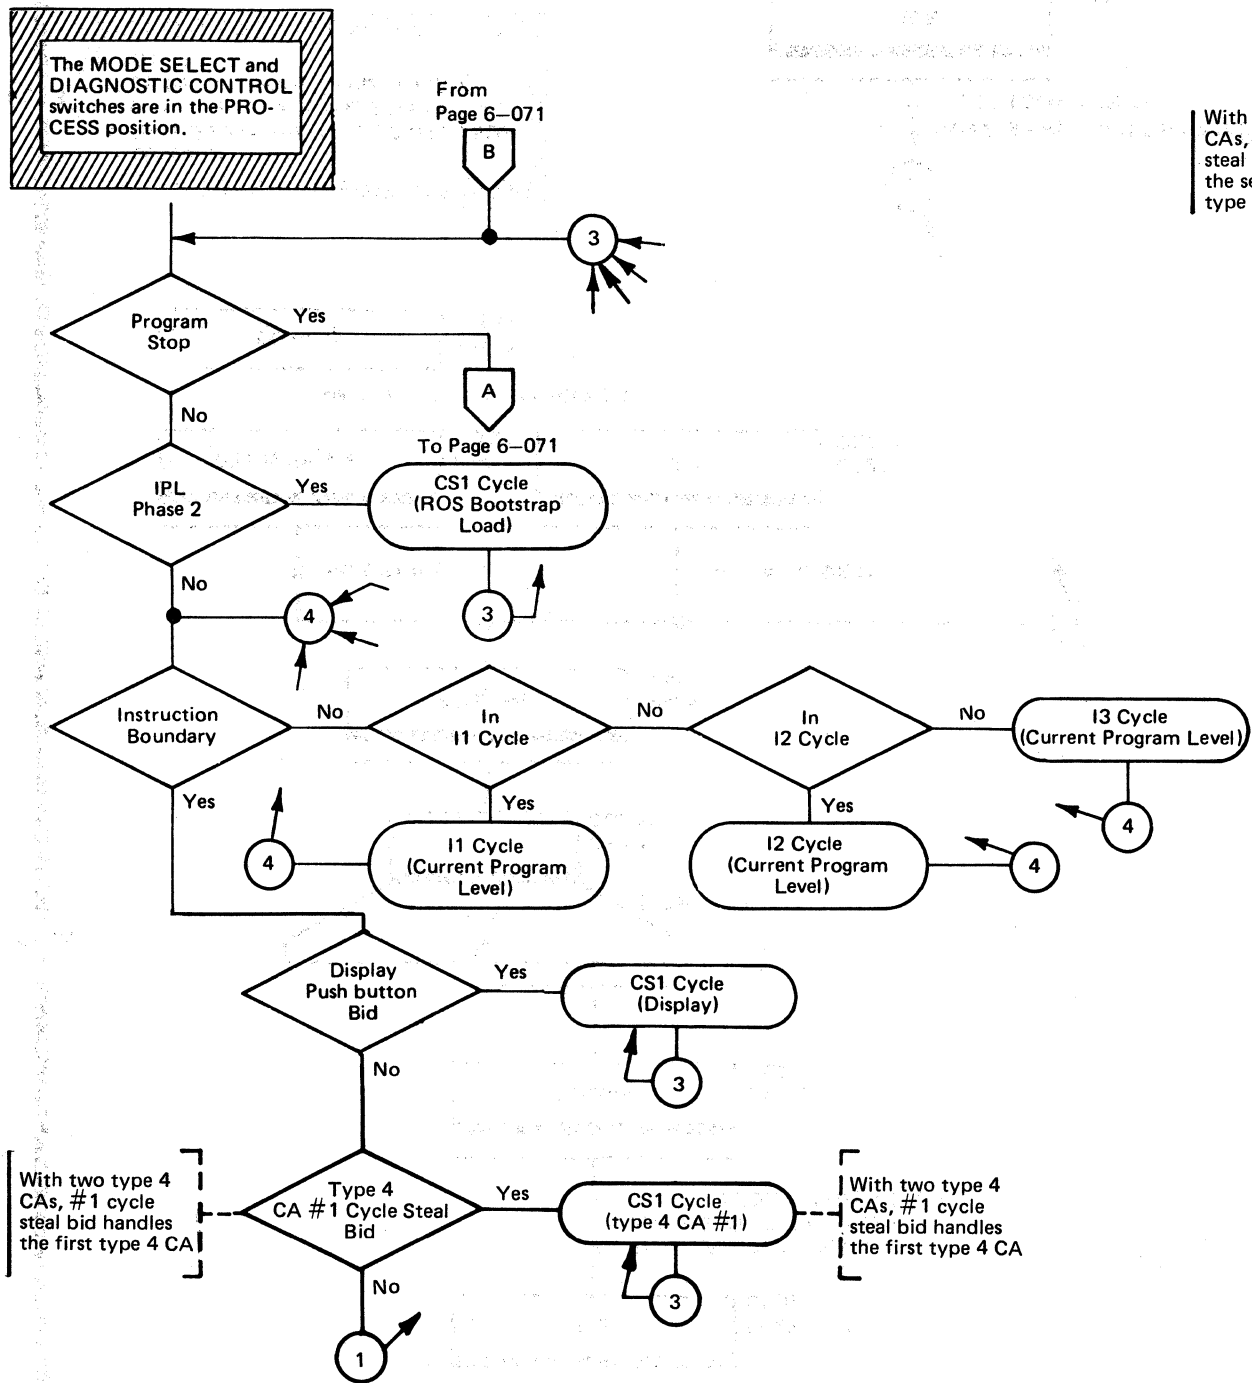 The MODE SELECT and
DIAGNOSTIC CONTROL
switches are in the PRO-
CESS position.
From
Page 6-071
B
With
CAs,
steal
the se
type
3
Program
Stop
Yes
A
To Page 6-071
No
IPL
Phase 2
Yes
CS1 Cycle
(ROS Bootstrap
Load)
3
No
4
Instruction
Boundary
No
In
I1 Cycle
No
In
I2 Cycle
No
I3 Cycle
(Current Program Level)
4
Yes
Yes
I1 Cycle
(Current Program
Level)
4
Yes
I2 Cycle
(Current Program
Level)
4
Display
Push button
Bid
Yes
CS1 Cycle
(Display)
3
No
With two type 4
CAs, #1 cycle
steal bid handles
the first type 4 CA
Type 4
CA #1 Cycle Steal
Bid
Yes
CS1 Cycle
(type 4 CA #1)
3
With two type 4
CAs, #1 cycle
steal bid handles
the first type 4 CA
No
1